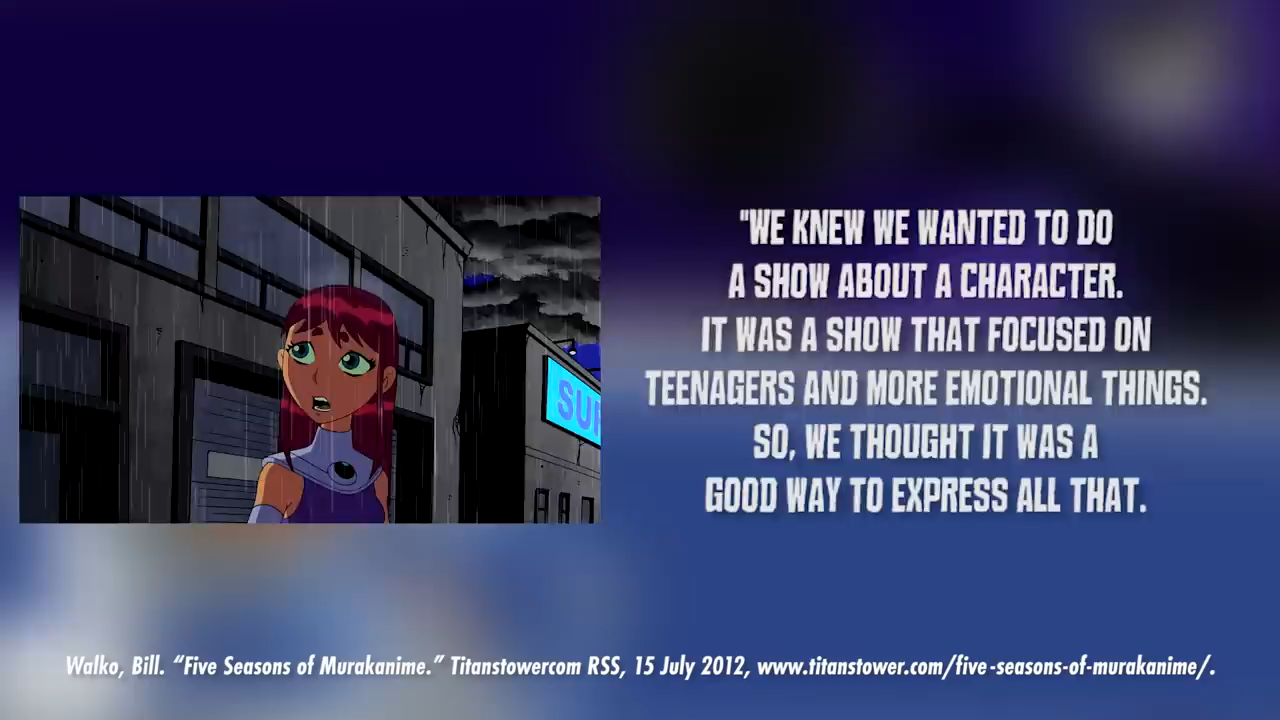 "WE KNEW WE WANTED TO DO
A SHOW ABOUT A CHARACTER.
IT WAS A SHOW THAT FOCUSED ON
TEENAGERS AND MORE EMOTIONAL THINGS.
SO, WE THOUGHT IT WAS A
GOOD WAY TO EXPRESS ALL THAT.
SUR
Walko, Bill. “Five Seasons of Murakanime.” Titanstowercom RSS, 15 July 2012, www.titanstower.com/five-seasons-of-murakanime/.